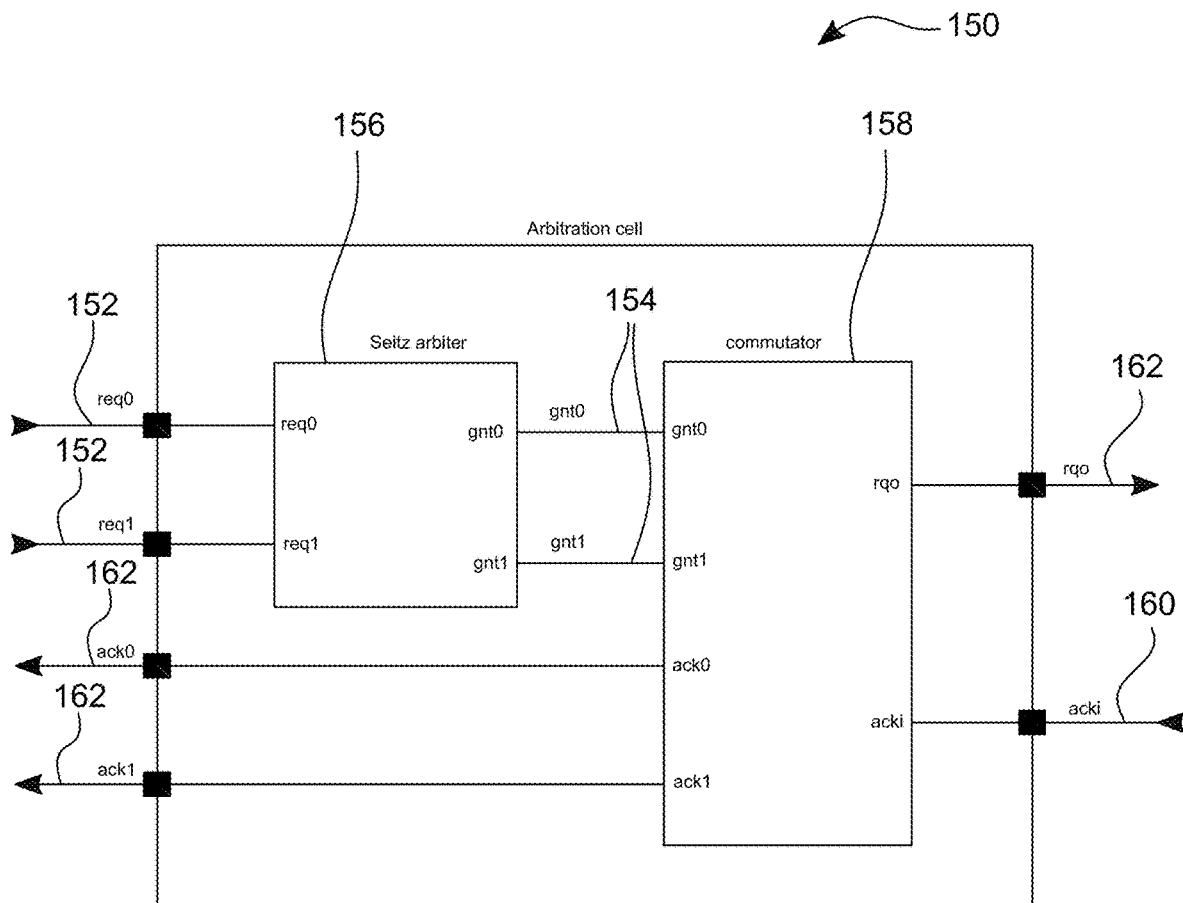 150
156
158
Arbitration cell
152
154
Seitz arbiter
commutator
162
req0
req0
gnt0
gnt0
gnt0
152
rqo
rqo
req1
req1
gnt1
gnt1
gnt1
162
160
ack0
ack0
162
acki
acki
ack1
ack1